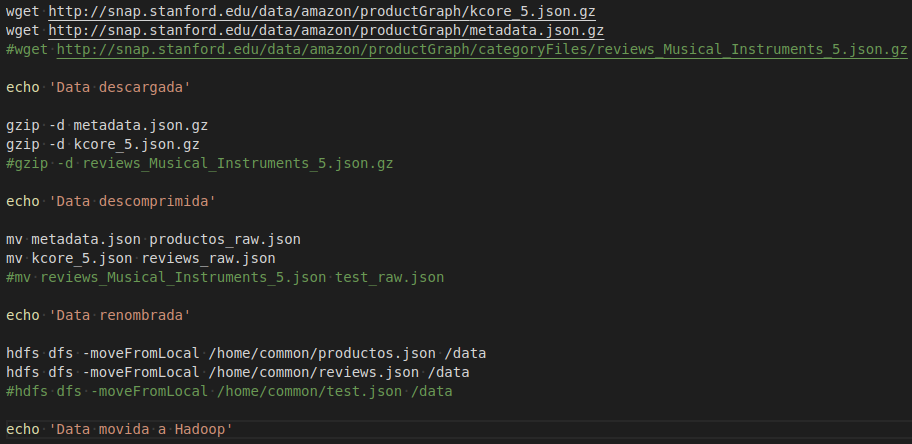 wget http://snap.stanford.edu/data/amazon/productGraph/kcore_5.json.gz
wget http://snap.stanford.edu/data/amazon/productGraph/metadata.json.gz
#wget http://snap.stanford.edu/data/amazon/productGraph/categoryFiles/reviews_Musical_Instruments_5.json.gz
echo 'Data descargada'
gzip -d metadata.json.gz
gzip -d kcore_5.json.gz
#gzip -d reviews_Musical_Instruments_5.json.gz
echo 'Data descomprimida'
mv metadata.json productos_raw.json
mv kcore_5.json reviews_raw.json
#mv reviews_Musical_Instruments_5.json test_raw.json
echo 'Data renombrada'
hdfs dfs -moveFromLocal /home/common/productos.json /data
hdfs dfs -moveFromLocal /home/common/reviews.json /data
#hdfs dfs -moveFromLocal /home/common/test.json /data
echo 'Data movida a Hadoop'